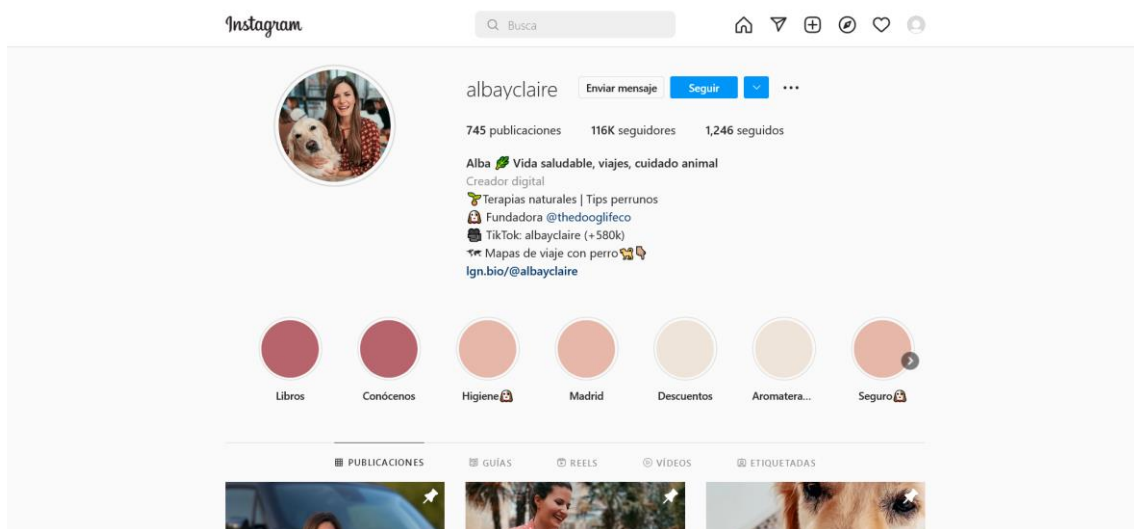 Instagram
Busca
albayclaire Enviar mensaje Seguir
745 publicaciones 116K seguidores 1,246 seguidos
Alba 🥬 Vida saludable, viajes, cuidado animal
Creador digital
🌱Terapias naturales | Tips perrunos
🐶 Fundadora @thedooglifeco
🎥 TikTok: albayclaire (+580k)
🗺 Mapas de viaje con perro🐕👇🏽
lgn.bio/@albayclaire
Libros Conócenos Higiene🐶 Madrid Descuentos Aromatera... Seguro🐶
PUBLICACIONES GUÍAS REELS VÍDEOS ETIQUETADAS